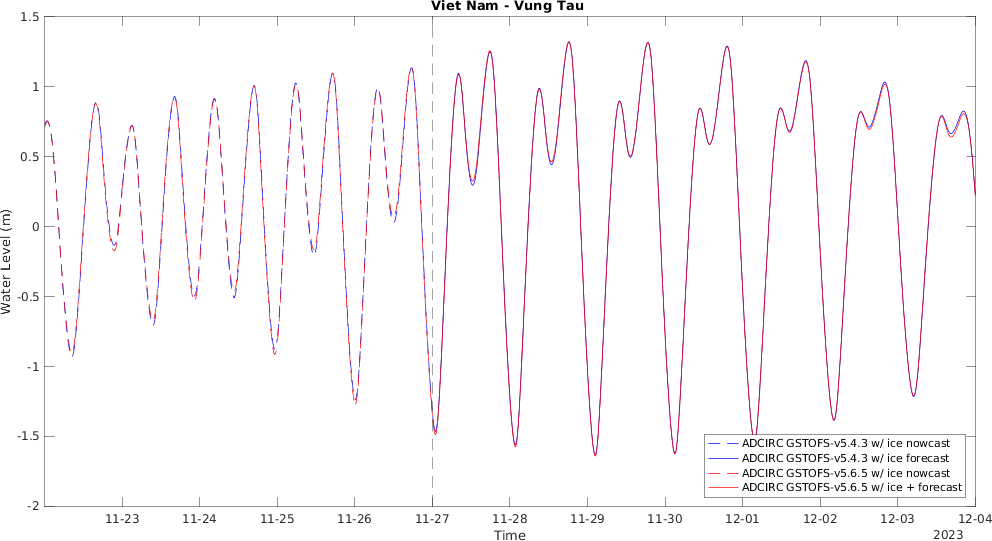 Viet Nam - Vung Tau
1.5
1
0.5
0
-0.5
-1
-1.5
-2
Water Level (m)
ADCIRC GSTOFS-v5.4.3 w/ ice nowcast
ADCIRC GSTOFS-v5.4.3 w/ ice forecast
ADCIRC GSTOFS-v5.6.5 w/ ice nowcast
ADCIRC GSTOFS-v5.6.5 w/ ice + forecast
11-23 11-24 11-25 11-26 11-27 11-28 11-29 11-30 12-01 12-02 12-03 12-04
Time
2023